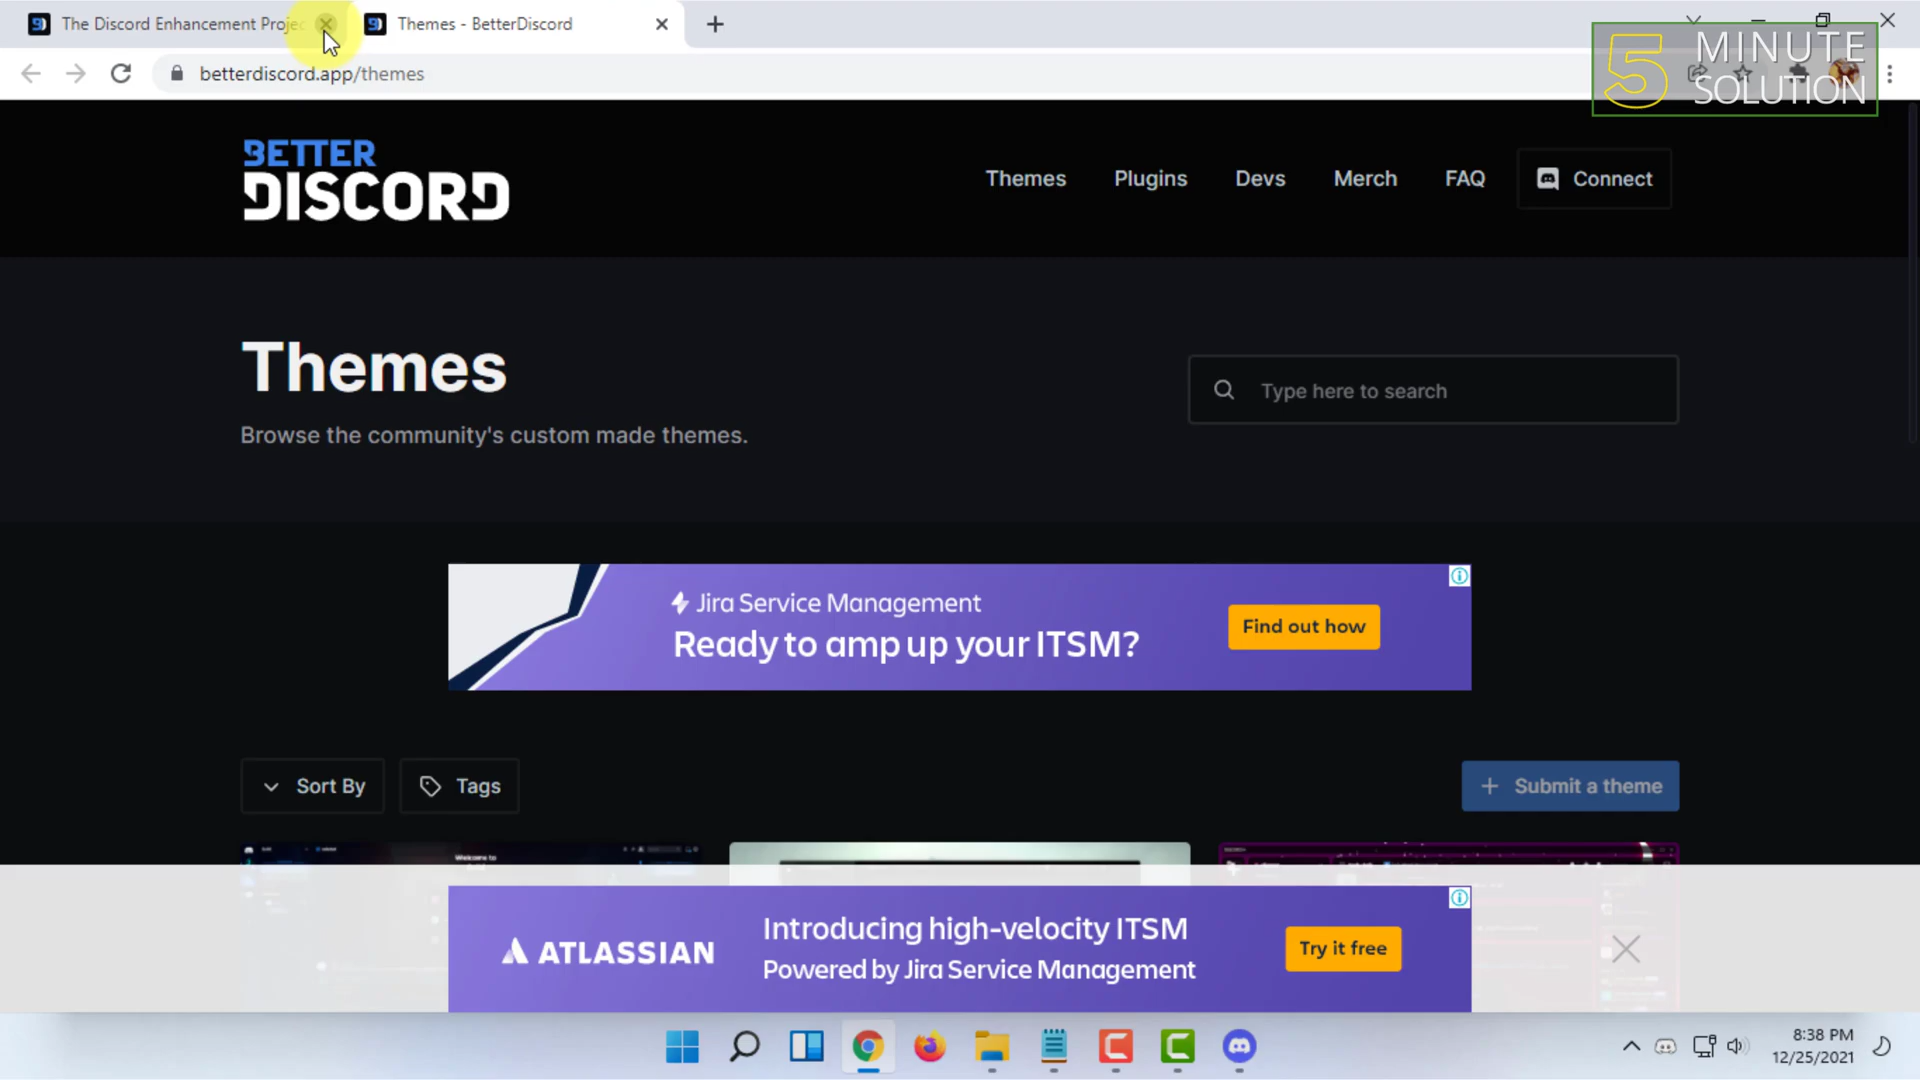 The Discord Enhancement Projec
Themes - BetterDiscord
betterdiscord.app/themes
5 MINUTE
SOLUTION
BETTER
DISCORD
Themes
Plugins
Devs
Merch
FAQ
Connect
Themes
Type here to search
Browse the community's custom made themes.
Jira Service Management
Ready to amp up your ITSM?
Find out how
Sort By
Tags
Submit a theme
Welcome to
ATLASSIAN
Introducing high-velocity ITSM
Powered by Jira Service Management
Try it free
8:38 PM
12/25/2021